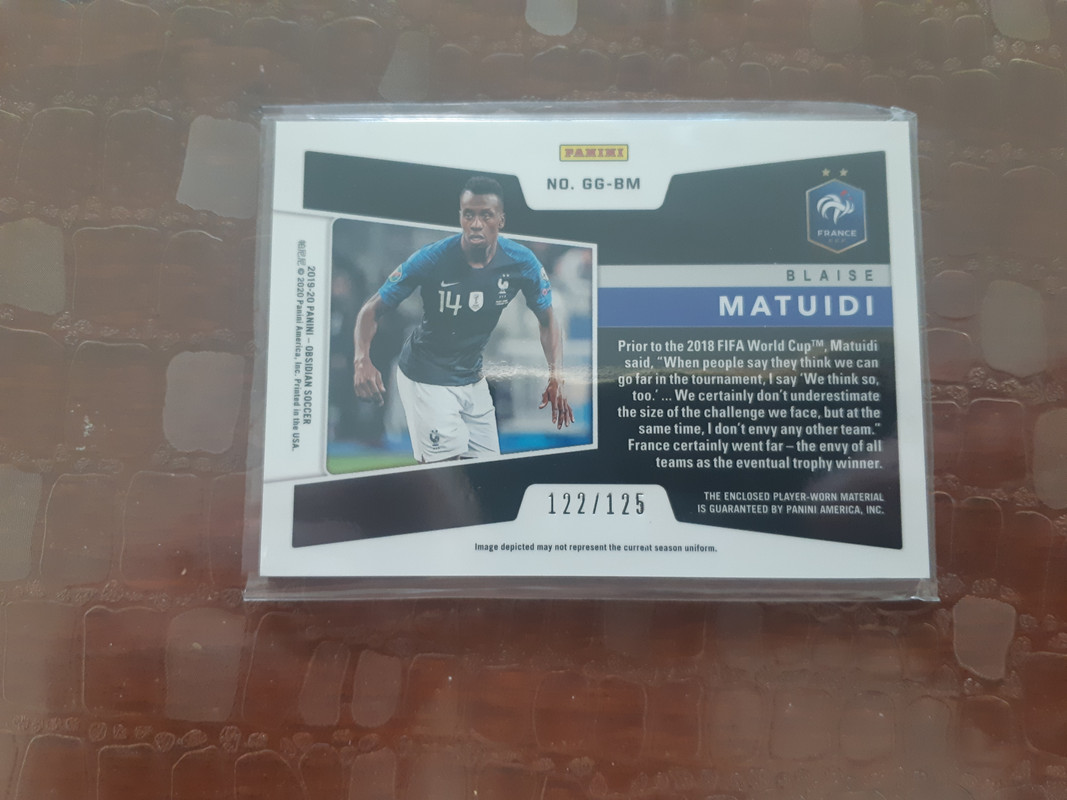 PANINI
NO. GG-BM
FRANCE
BLAISE
MATUIDI
14
Prior to the 2018 FIFA World Cup™, Matuidi
said, "When people say they think we can
go far in the tournament, I say 'We think so,
too.' ... We certainly don't underestimate
the size of the challenge we face, but at the
same time, I don't envy any other team."
France certainly went far – the envy of all
teams as the eventual trophy winner.
THE ENCLOSED PLAYER-WORN MATERIAL
IS GUARANTEED BY PANINI AMERICA, INC.
122/125
Image depicted may not represent the current season uniform.
2019-20 PANINI – OBSIDIAN SOCCER
© 2020 Panini America, Inc. Printed in the USA.